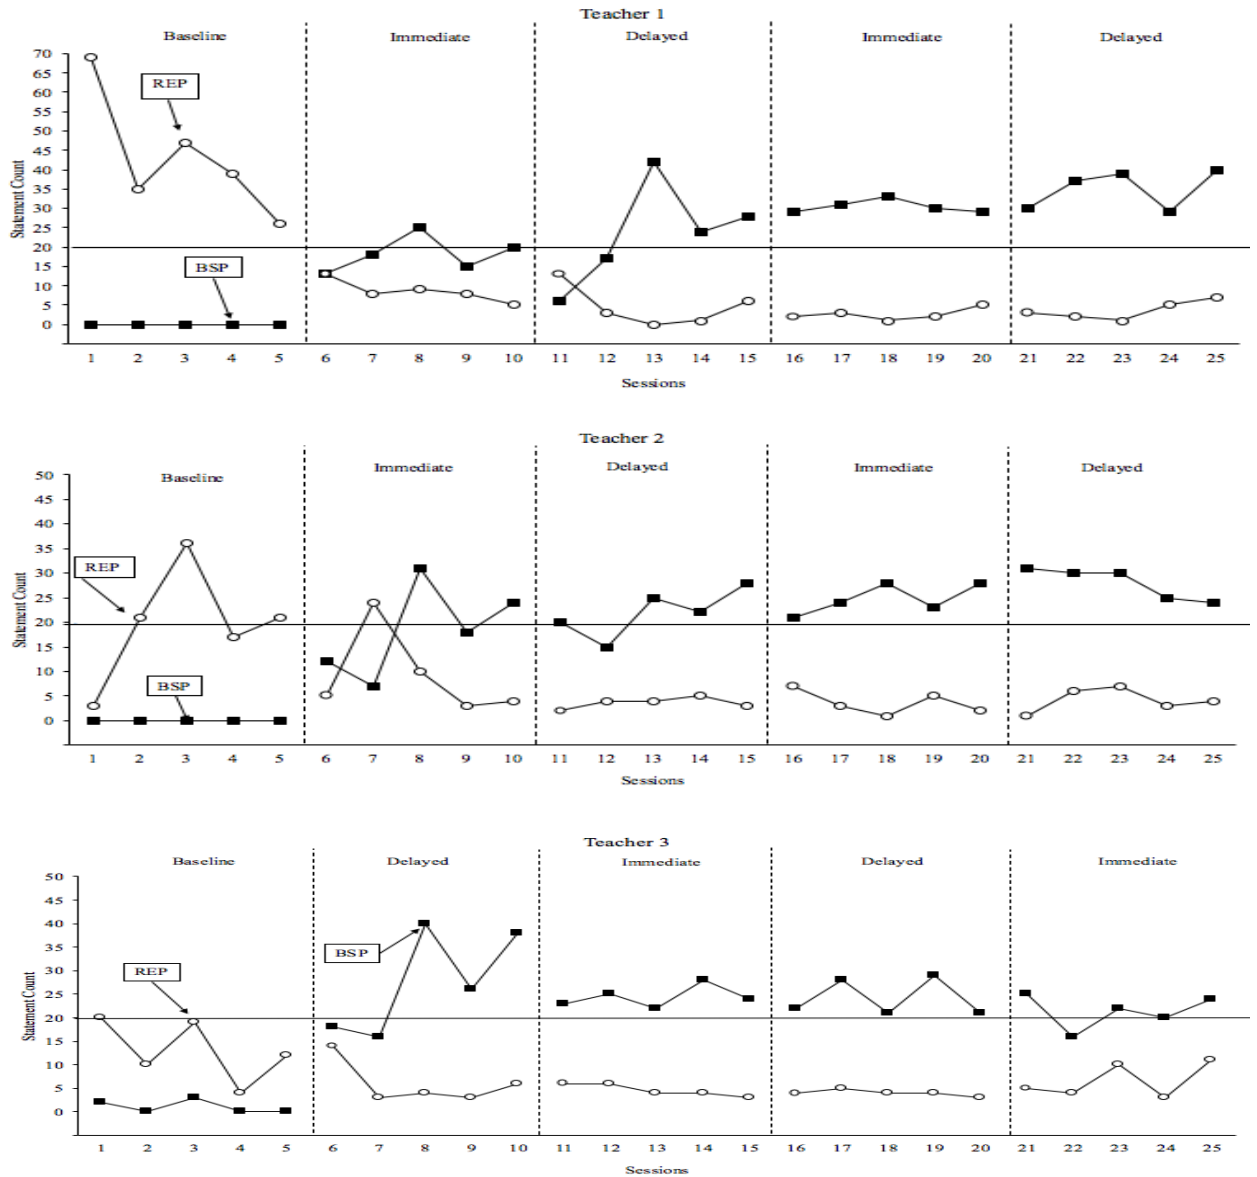 Teacher 1
Baseline Immediate Delayed Immediate Delayed
70
65
60
55
50
45
40
35
30
25
20
15
10
5
0
Statement Count
REP
BSP
1 2 3 4 5 6 7 8 9 10 11 12 13 14 15 16 17 18 19 20 21 22 23 24 25
Sessions
Teacher 2
Baseline Immediate Delayed Immediate Delayed
50
45
40
35
30
25
20
15
10
5
0
Statement Count
REP
BSP
1 2 3 4 5 6 7 8 9 10 11 12 13 14 15 16 17 18 19 20 21 22 23 24 25
Sessions
Teacher 3
Baseline Delayed Immediate Delayed Immediate
50
45
40
35
30
25
20
15
10
5
0
Statement Count
REP
BSP
1 2 3 4 5 6 7 8 9 10 11 12 13 14 15 16 17 18 19 20 21 22 23 24 25
Sessions